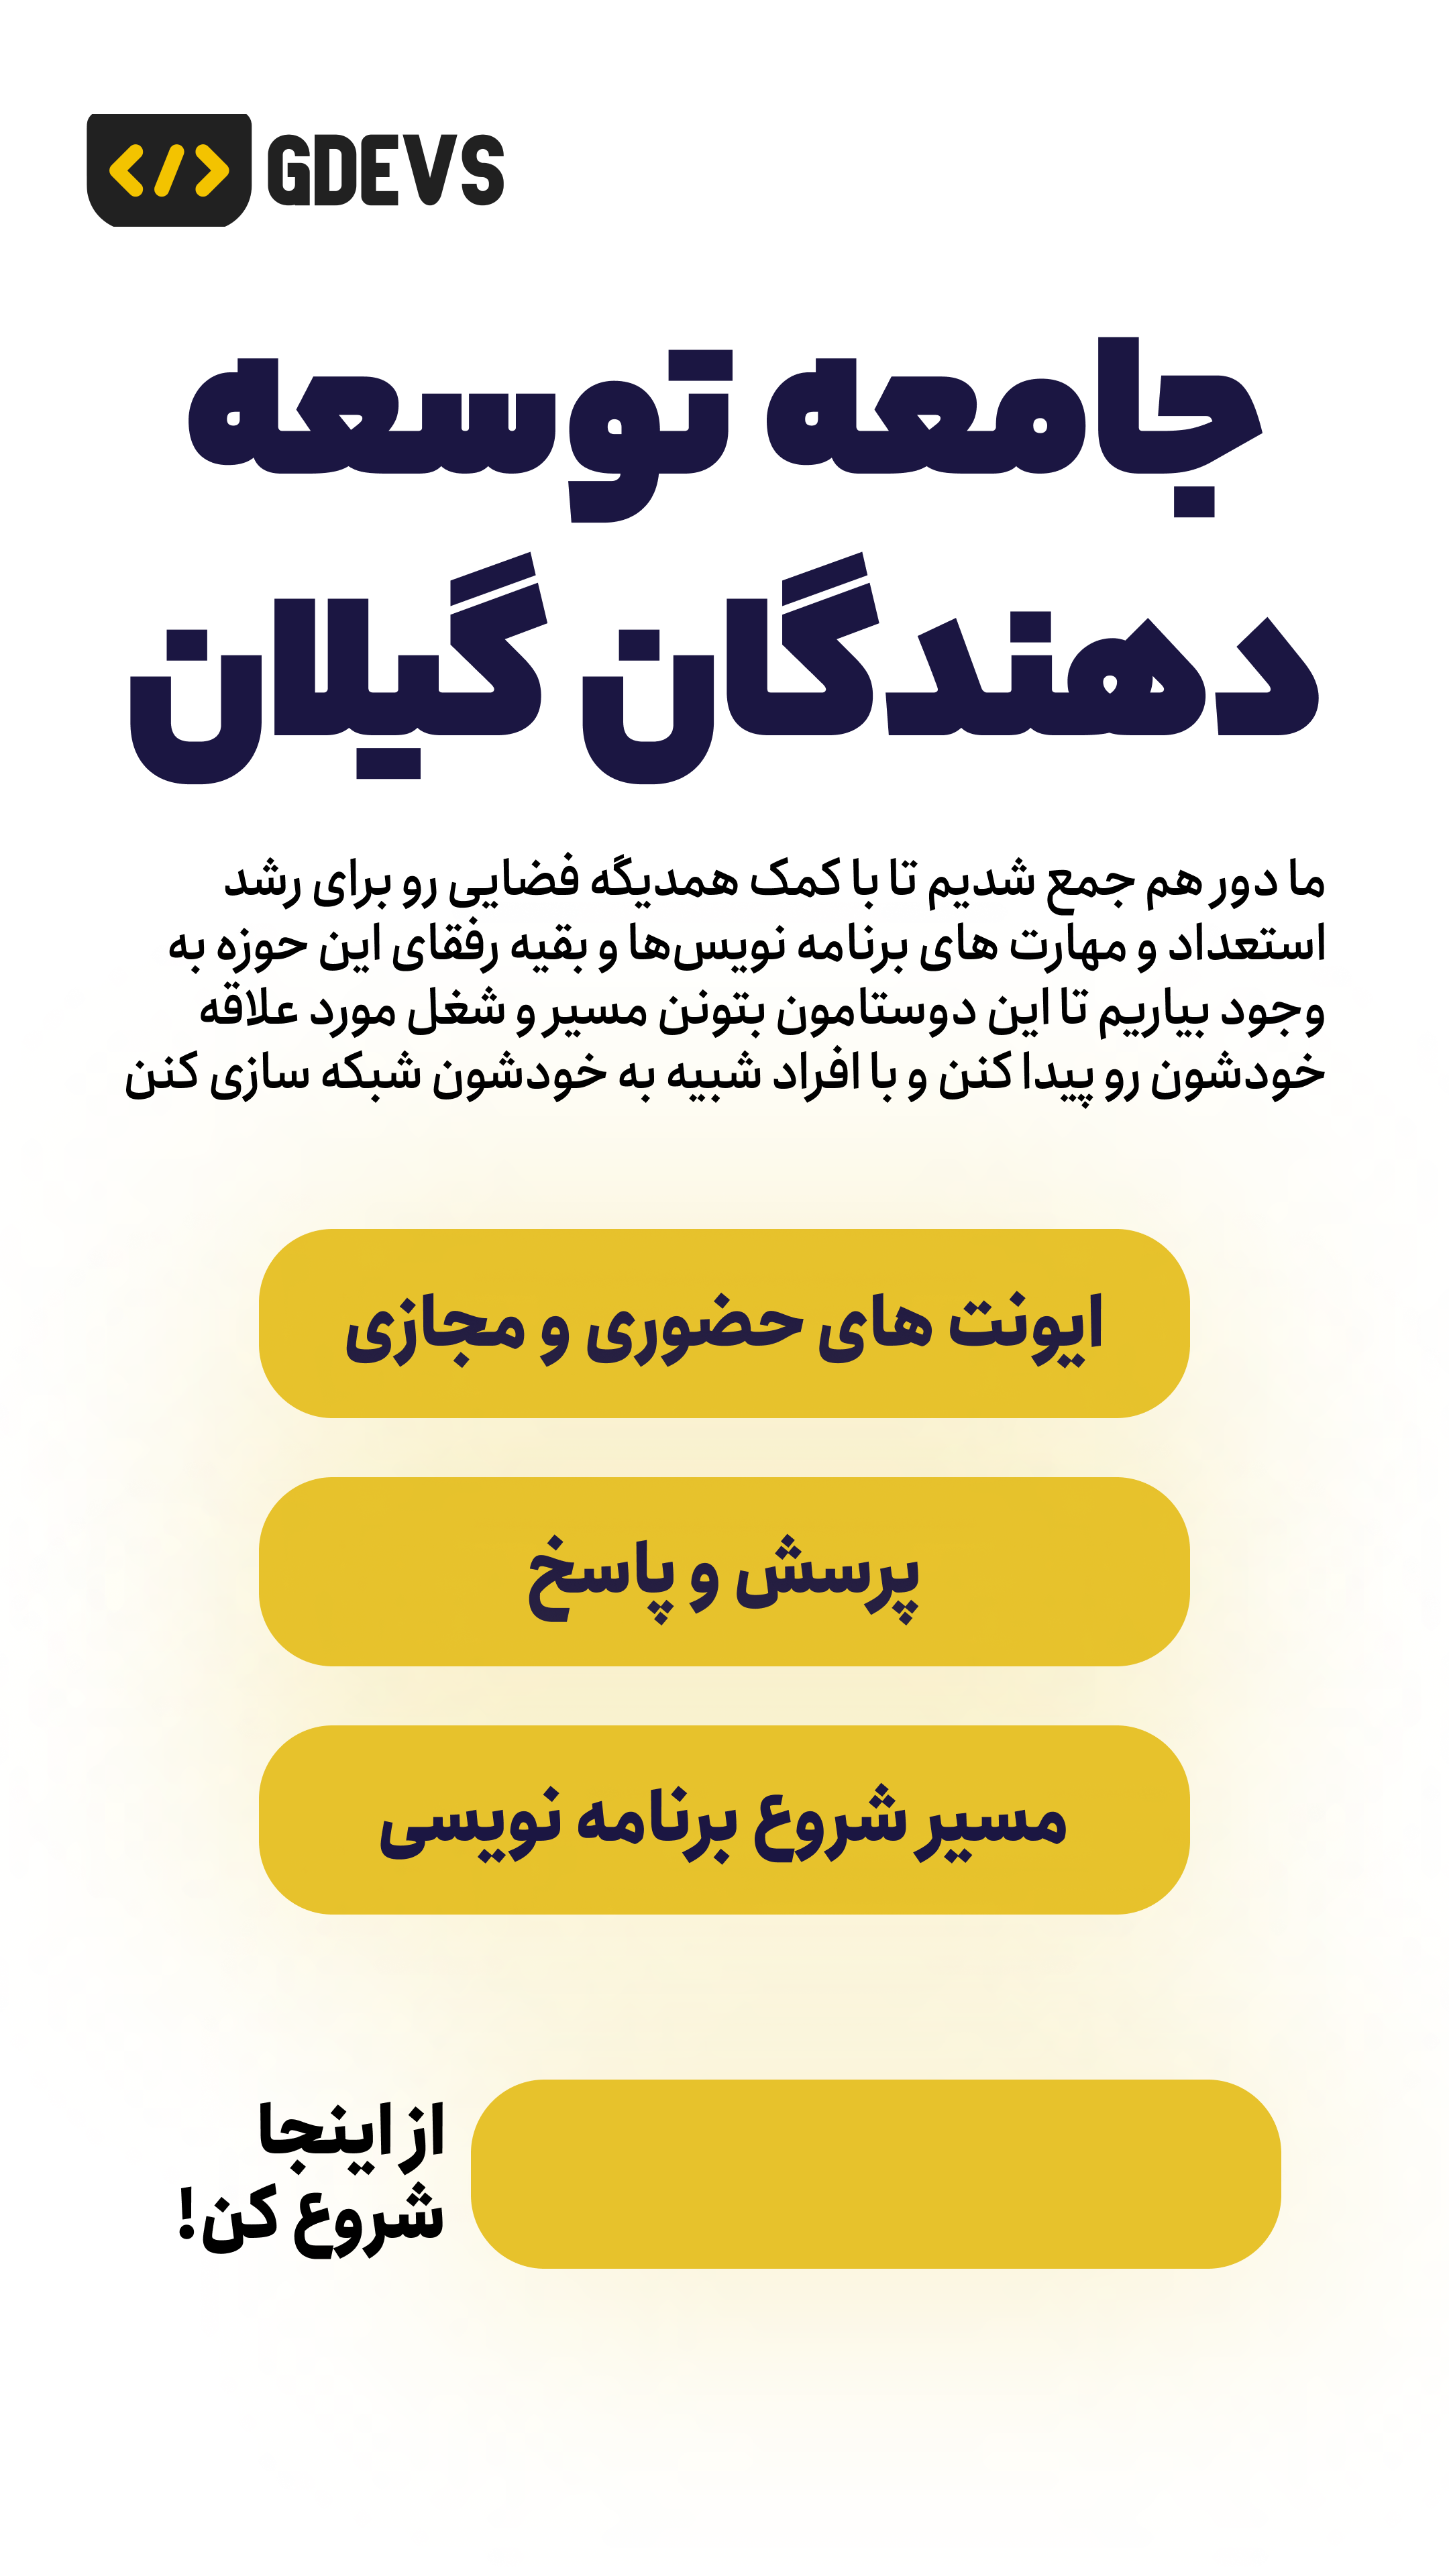 </> GDEVS
جامعه توسعه
دهندگان گیلان
ما دور هم جمع شدیم تا با کمک همدیگه فضایی رو برای رشد
استعداد و مهارت های برنامه نویس‌ها و بقیه رفقای این حوزه به
وجود بیاریم تا این دوستامون بتونن مسیر و شغل مورد علاقه
خودشون رو پیدا کنن و با افراد شبیه به خودشون شبکه سازی کنن
ایونت های حضوری و مجازی
پرسش و پاسخ
مسیر شروع برنامه نویسی
از اینجا
شروع کن!